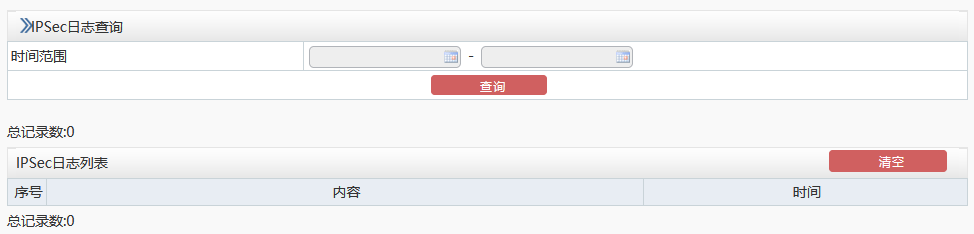 IPSec日志查询
时间范围 -
查询
总记录数:0
IPSec日志列表 清空
序号 内容 时间
总记录数:0